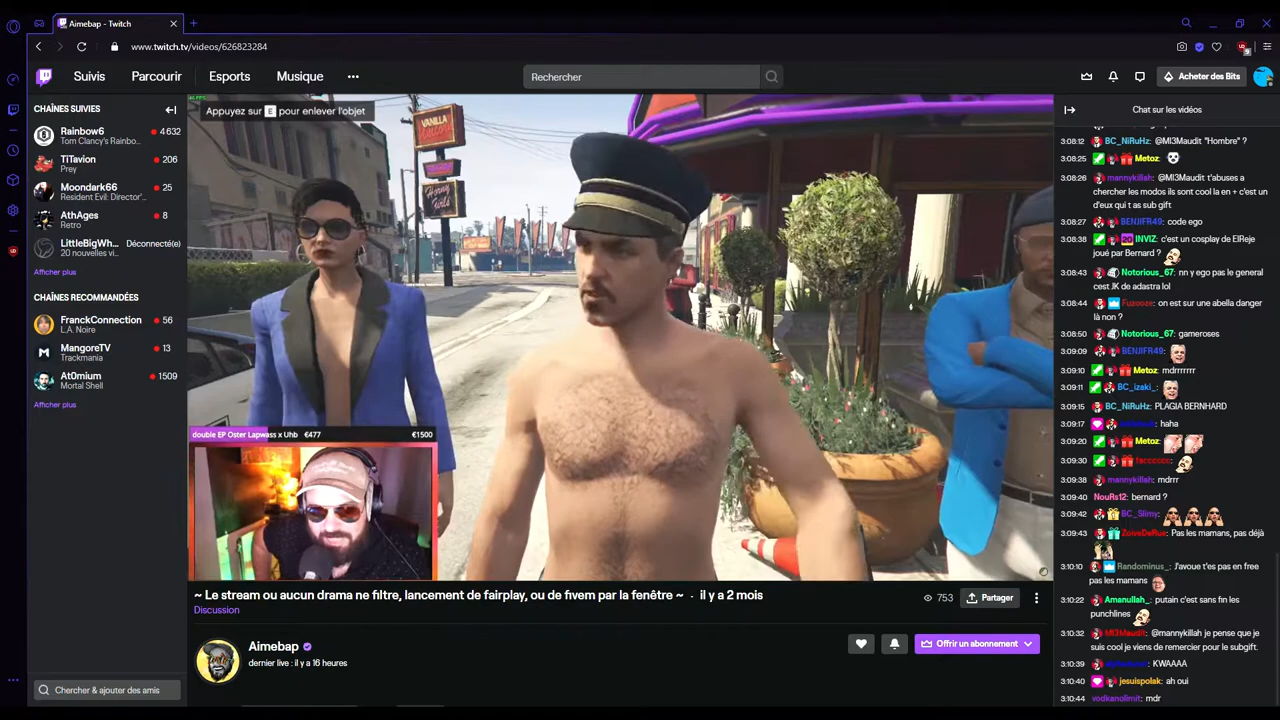 Aimebap - Twitch
www.twitch.tv/videos/626823284
Suivis
Parcourir
Esports
Musique
Rechercher
Acheter des Bits
CHAÎNES SUIVIES
Rainbow6
4 632
Tom Clancy's Rainbo...
TiTavion
206
Prey
Moondark66
25
Resident Evil: Director'...
AthAges
8
Retro
LittleBigWh...
Déconnecté(e)
20 nouvelles vi...
Afficher plus
CHAÎNES RECOMMANDÉES
FranckConnection
56
L.A. Noire
MangoreTV
13
Trackmania
AtOmium
1509
Mortal Shell
Afficher plus
Chercher & ajouter des amis
Appuyez sur E pour enlever l'objet
VANILLA
Unicorn
Horny
Girls
double EP Oster Lapwass x Uhb €477
€1500
~ Le stream ou aucun drama ne filtre, lancement de fairplay, ou de fivem par la fenêtre ~ · il y a 2 mois
Discussion
753
Partager
Aimebap
dernier live : il y a 16 heures
Offrir un abonnement
Chat sur les vidéos
3:08:12 BC_NiRuHz: @MI3Maudit "Hombre" ?
3:08:25 Metoz:
3:08:26 mannykillah: @MI3Maudit t'abuses a
chercher les modos ils sont cool la en + c'est un
d'eux qui t as sub gift
3:08:27 BENJIFR49: code ego
3:08:38 20 INVIZ: c'est un cosplay de ElReje
joué par Bernard ?
3:08:43 Notorious_67: nn y ego pas le general
cest JK de adastra lol
3:08:44 Fuzooze: on est sur une abella danger
là non ?
3:08:50 Notorious_67: gameroses
3:09:09 BENJIFR49:
3:09:10 Metoz: mdrrrrrrr
3:09:11 BC_izaki_:
3:09:15 BC_NiRuHz: PLAGIA BERNHARD
3:09:17 haha
3:09:20 Metoz:
3:09:30
3:09:38 mannykillah: mdrrr
3:09:40 NouRs12: bernard ?
3:09:42 BC_Slimy:
3:09:43 ZoiveDeRue: Pas les mamans, pas déjà
3:10:10 Randominus_: J'avoue t'es pas en free
pas les mamans
3:10:22 Amanullah_: putain c'est sans fin les
punchlines
3:10:32 MI3Maudit: @mannykillah je pense que je
suis cool je viens de remercier pour le subgift.
3:10:39 KWAAAA
3:10:40 jesuispolak: ah oui
3:10:44 vodkanolimit: mdr